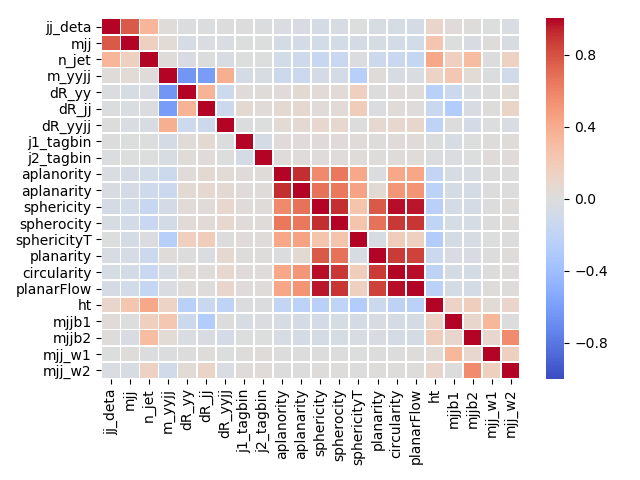 jj_deta
mjj
n_jet
m_yyjj
dR_yy
dR_jj
dR_yyjj
j1_tagbin
j2_tagbin
aplanority
aplanarity
sphericity
spherocity
sphericityT
planarity
circularity
planarFlow
ht
mjjb1
mjjb2
mjj_w1
mjj_w2
jj_deta
mjj
n_jet
m_yyjj
dR_yy
dR_jj
dR_yyjj
j1_tagbin
j2_tagbin
aplanority
aplanarity
sphericity
spherocity
sphericityT
planarity
circularity
planarFlow
ht
mjjb1
mjjb2
mjj_w1
mjj_w2
0.8
0.4
0.0
−0.4
−0.8